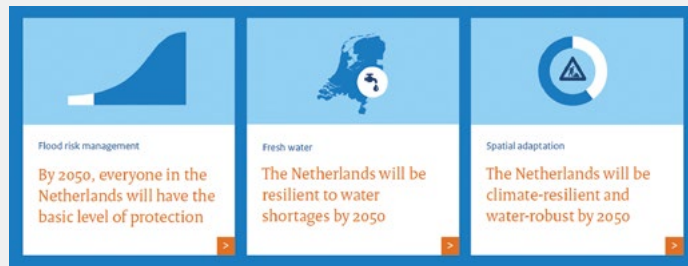 Flood risk management
By 2050, everyone in the
Netherlands will have the
basic level of protection
>
Fresh water
The Netherlands will be
resilient to water
shortages by 2050
>
Spatial adaptation
The Netherlands will be
climate-resilient and
water-robust by 2050
>